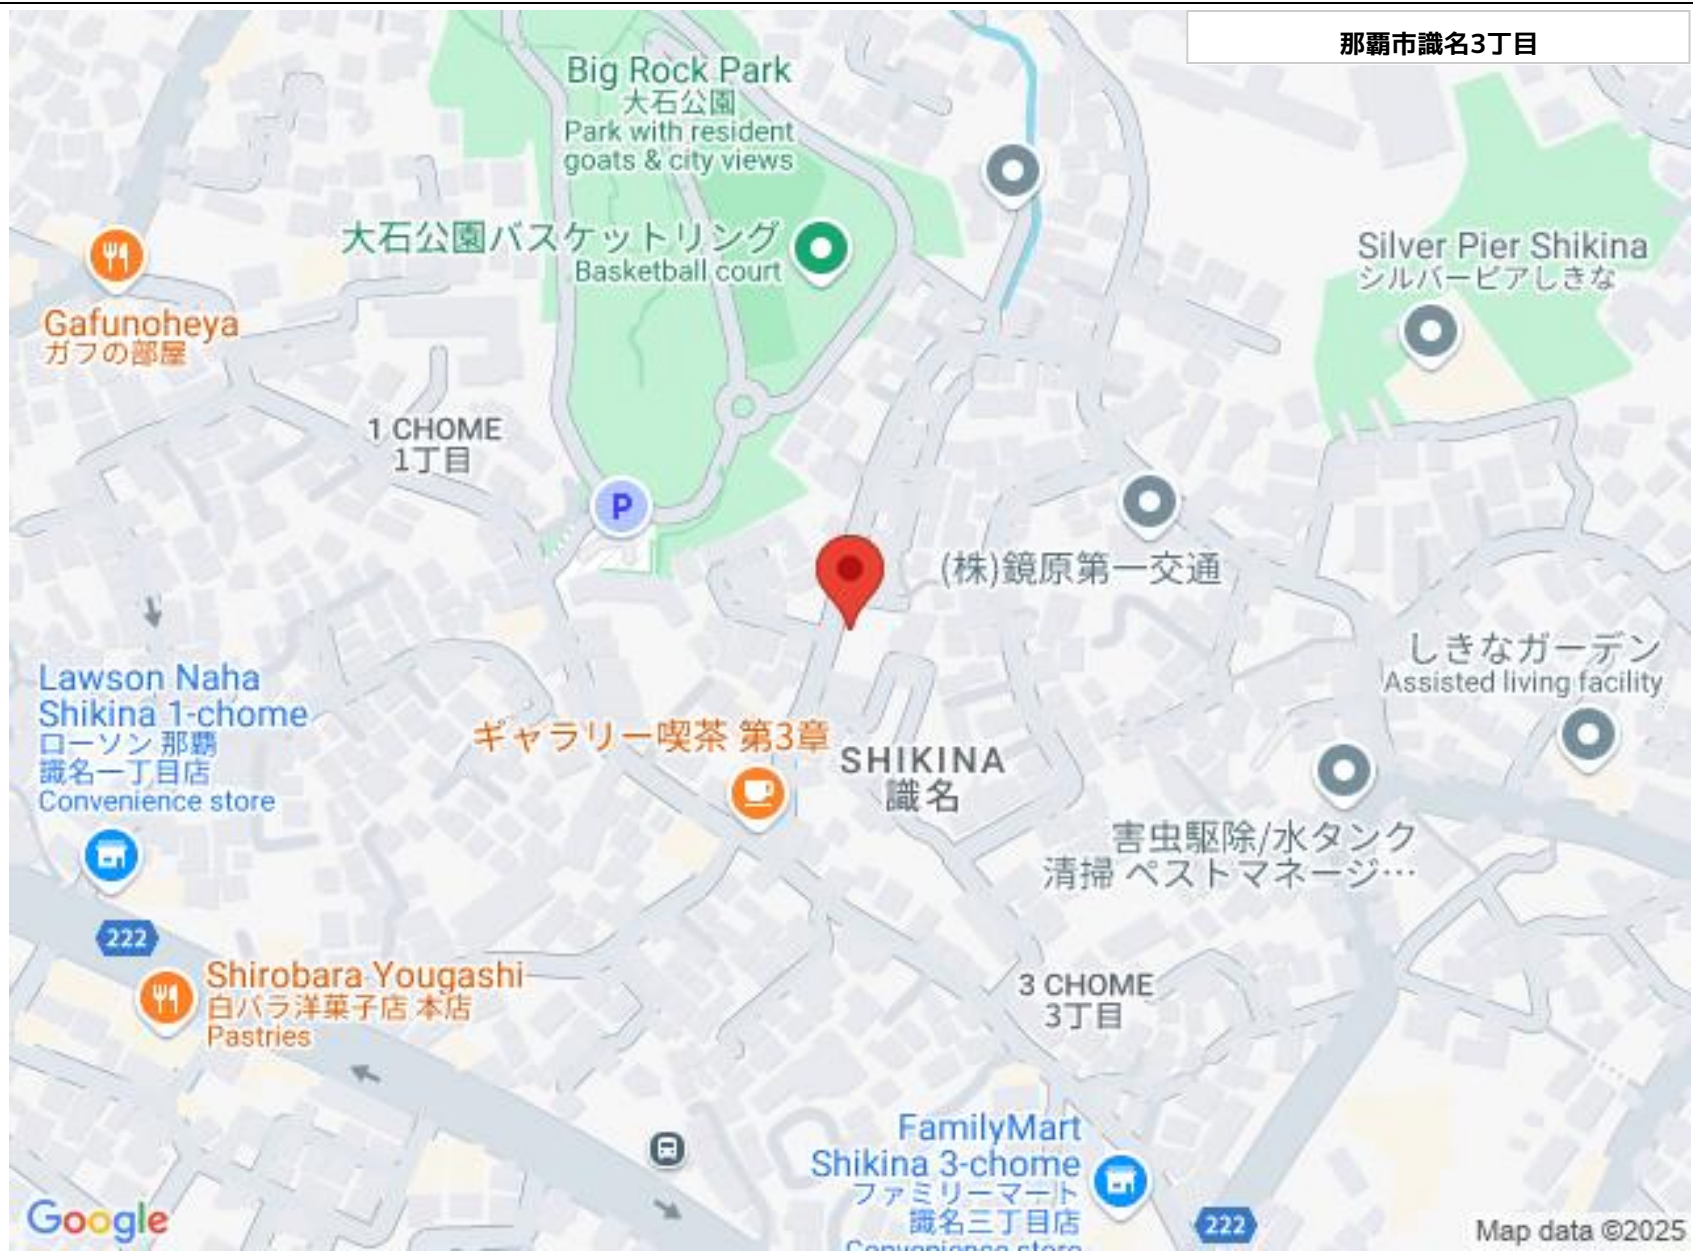 那覇市識名3丁目
Big Rock Park
大石公園
Park with resident
goats & city views
大石公園バスケットリング
Basketball court
Silver Pier Shikina
シルバーピアしきな
Gafunoheya
ガフの部屋
1 CHOME
1丁目
P
(株)鏡原第一交通
しきなガーデン
Assisted living facility
Lawson Naha
Shikina 1-chome
ローソン 那覇
識名一丁目店
Convenience store
ギャラリー喫茶 第3章
SHIKINA
識名
害虫駆除/水タンク
清掃 ペストマネージ…
222
Shirobara Yougashi
白バラ洋菓子店 本店
Pastries
3 CHOME
3丁目
FamilyMart
Shikina 3-chome
ファミリーマート
識名三丁目店
Convenience store
222
Google
Map data ©2025